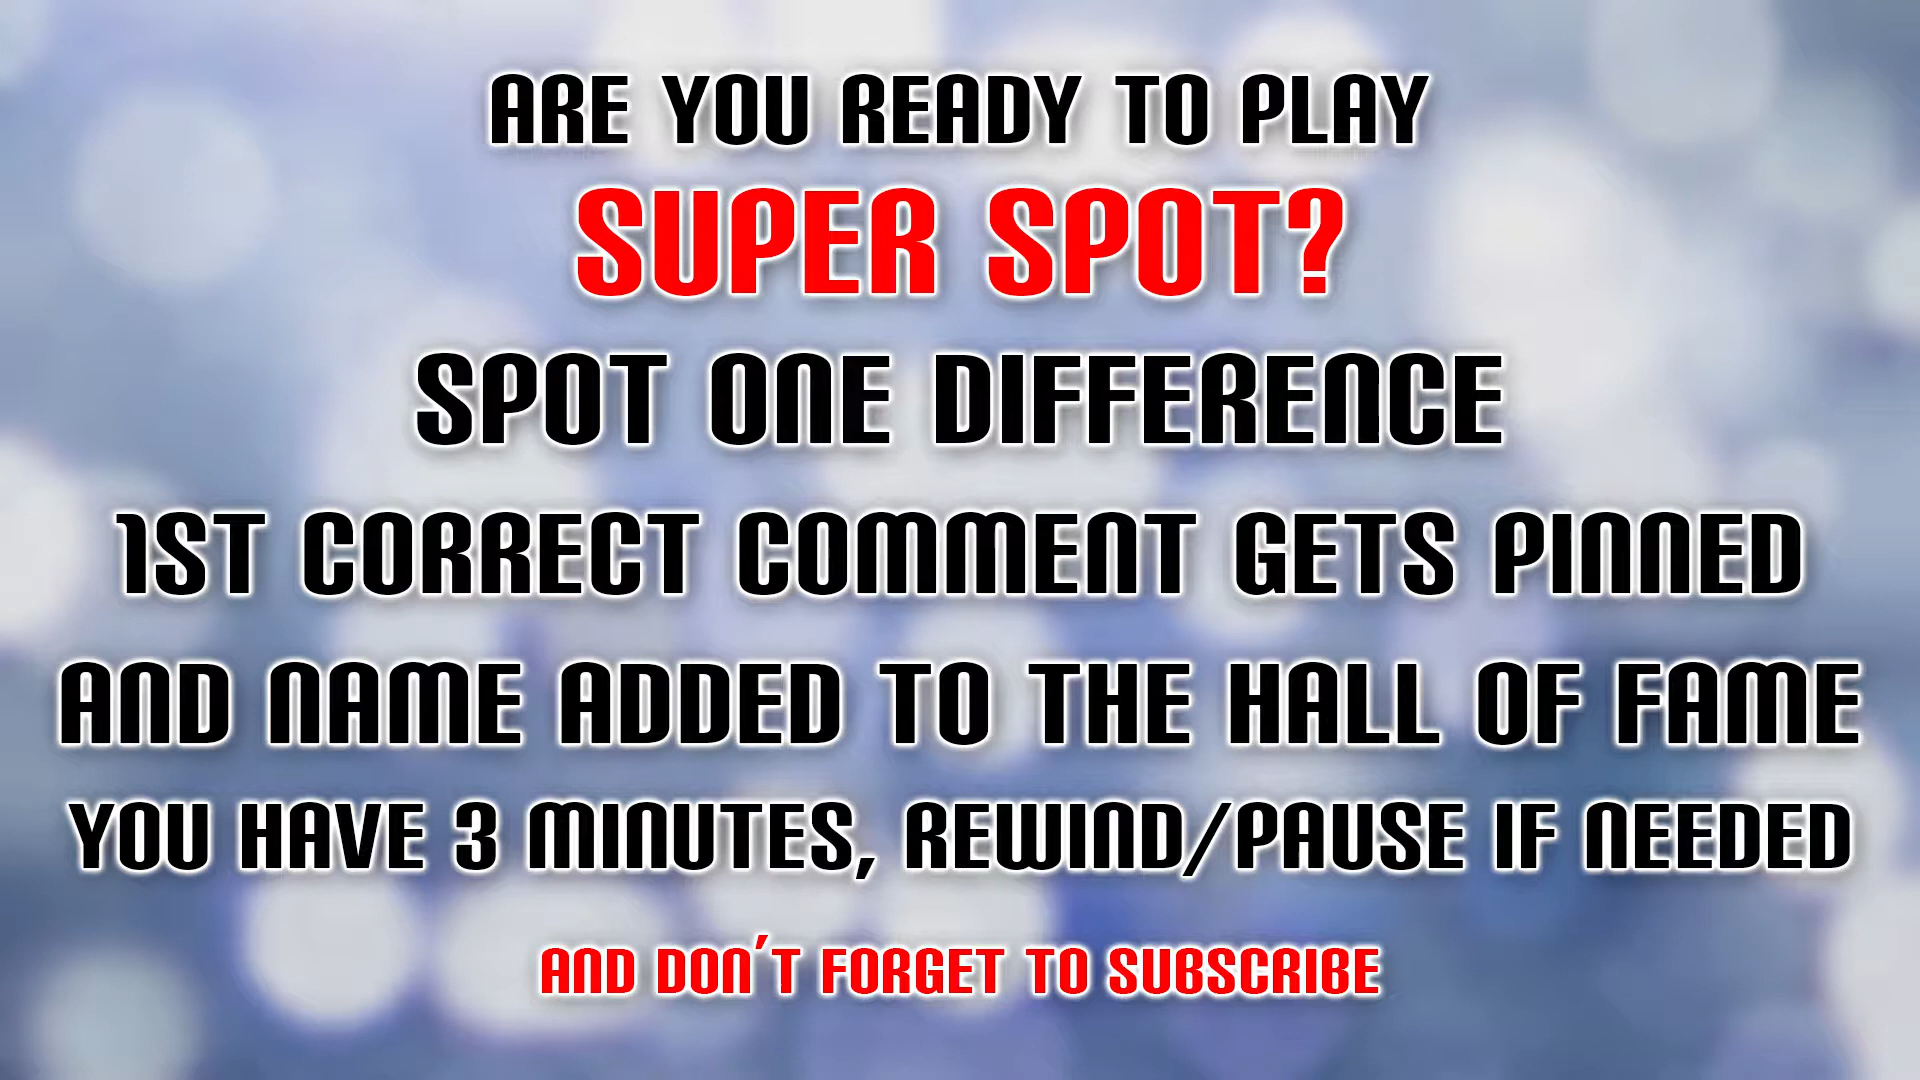 ARE YOU READY TO PLAY
SUPER SPOT?
SPOT ONE DIFFERENCE
1ST CORRECT COMMENT GETS PINNED
AND NAME ADDED TO THE HALL OF FAME
YOU HAVE 3 MINUTES, REWIND/PAUSE IF NEEDED
AND DON'T FORGET TO SUBSCRIBE